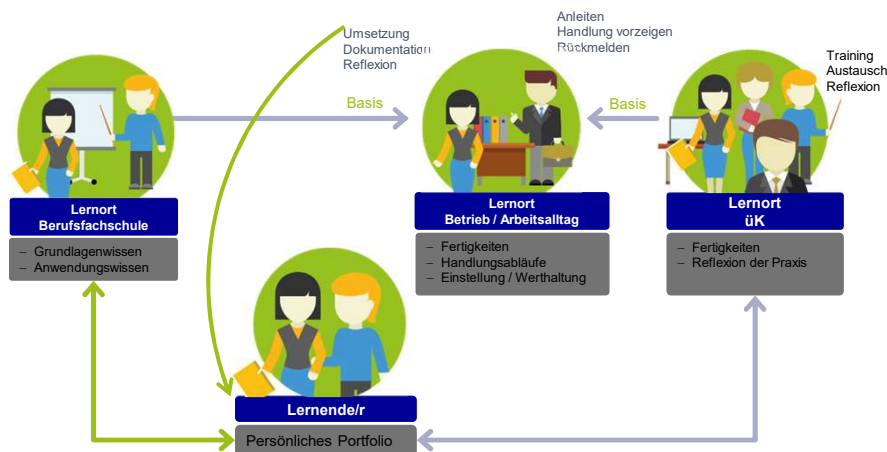 Umsetzung
Dokumentation
Reflexion
Anleiten
Handlung vorzeigen
Rückmelden
Training
Austausch
Reflexion
Basis
Basis
Lernort
Berufsfachschule
– Grundlagenwissen
– Anwendungswissen
Lernort
Betrieb / Arbeitsalltag
– Fertigkeiten
– Handlungsabläufe
– Einstellung / Werthaltung
Lernort
üK
– Fertigkeiten
– Reflexion der Praxis
Lernende/r
Persönliches Portfolio